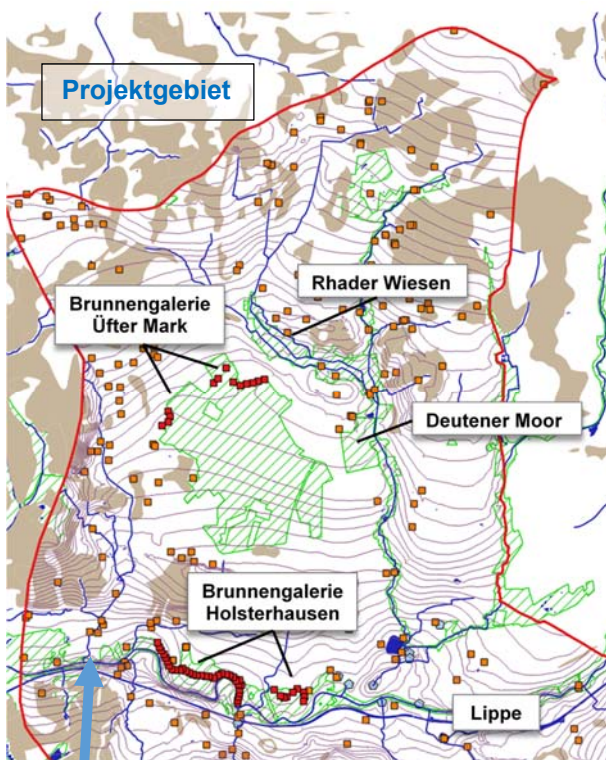 Projektgebiet
Rhader Wiesen
Brunnengalerie
Üfter Mark
Deutener Moor
Brunnengalerie
Holsterhausen
Lippe